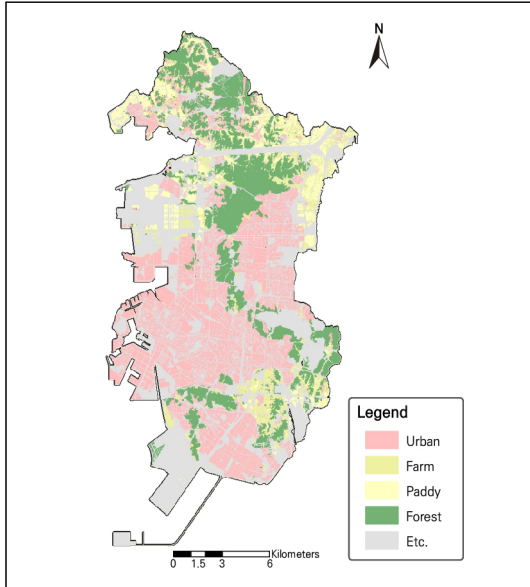 N
Legend
Urban
Farm
Paddy
Forest
Etc.
Kilometers
0 1.5 3 6